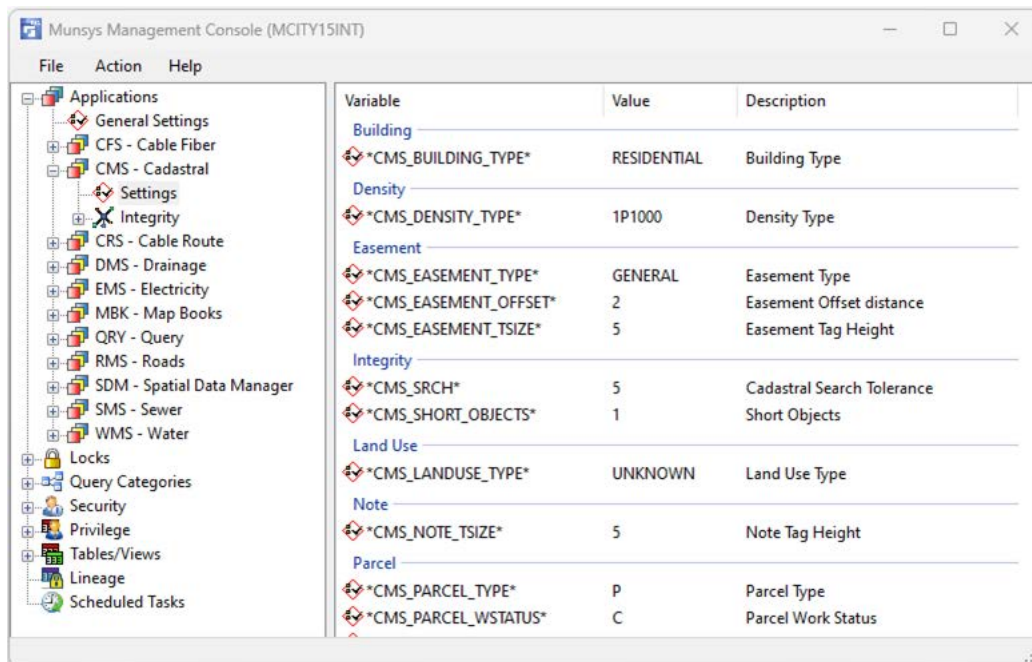 Munsys Management Console (MCITY15INT)
File Action Help
Applications
General Settings
CFS - Cable Fiber
CMS - Cadastral
Settings
Integrity
CRS - Cable Route
DMS - Drainage
EMS - Electricity
MBK - Map Books
QRY - Query
RMS - Roads
SDM - Spatial Data Manager
SMS - Sewer
WMS - Water
Locks
Query Categories
Security
Privilege
Tables/Views
Lineage
Scheduled Tasks
Variable Value Description
Building
*CMS_BUILDING_TYPE* RESIDENTIAL Building Type
Density
*CMS_DENSITY_TYPE* 1P1000 Density Type
Easement
*CMS_EASEMENT_TYPE* GENERAL Easement Type
*CMS_EASEMENT_OFFSET* 2 Easement Offset distance
*CMS_EASEMENT_TSIZE* 5 Easement Tag Height
Integrity
*CMS_SRCH* 5 Cadastral Search Tolerance
*CMS_SHORT_OBJECTS* 1 Short Objects
Land Use
*CMS_LANDUSE_TYPE* UNKNOWN Land Use Type
Note
*CMS_NOTE_TSIZE* 5 Note Tag Height
Parcel
*CMS_PARCEL_TYPE* P Parcel Type
*CMS_PARCEL_WSTATUS* C Parcel Work Status